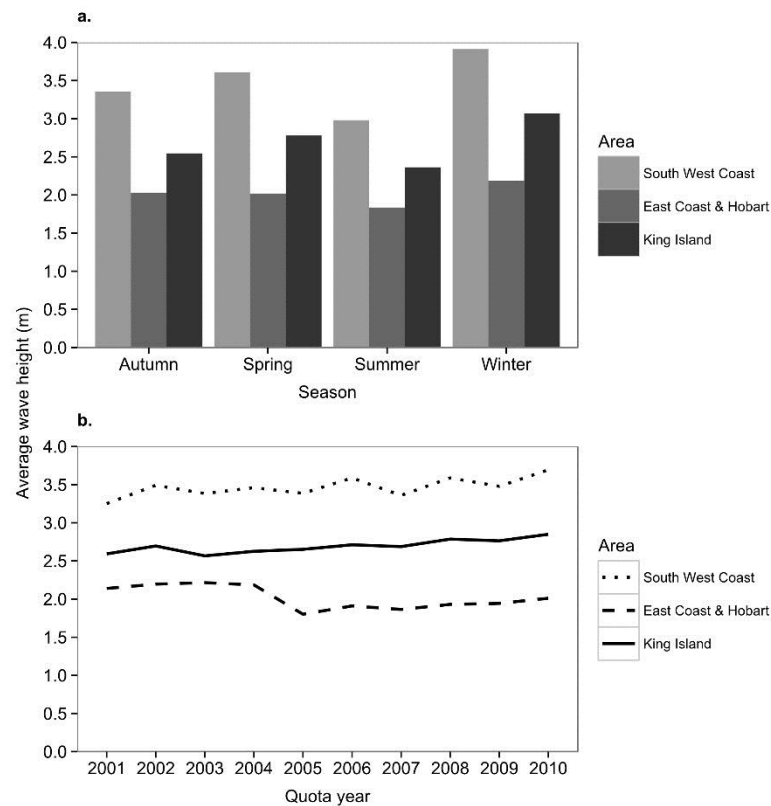 a.
4.0
3.5
3.0
2.5
2.0
1.5
1.0
0.5
0.0
Autumn Spring Summer Winter
Season
Area
South West Coast
East Coast & Hobart
King Island
Average wave height (m)
b.
4.0
3.5
3.0
2.5
2.0
1.5
1.0
0.5
0.0
2001 2002 2003 2004 2005 2006 2007 2008 2009 2010
Quota year
Area
South West Coast
East Coast & Hobart
King Island